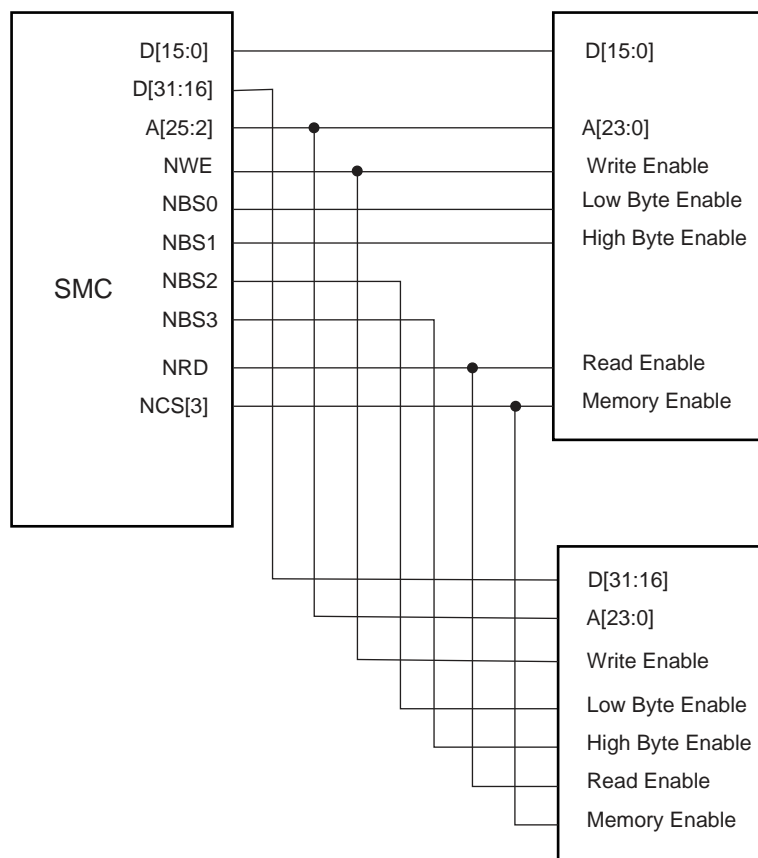 D[15:0]
D[31:16]
A[25:2]
NWE
NBS0
NBS1
NBS2
NBS3
NRD
NCS[3]
SMC
D[15:0]
A[23:0]
Write Enable
Low Byte Enable
High Byte Enable
Read Enable
Memory Enable
D[31:16]
A[23:0]
Write Enable
Low Byte Enable
High Byte Enable
Read Enable
Memory Enable